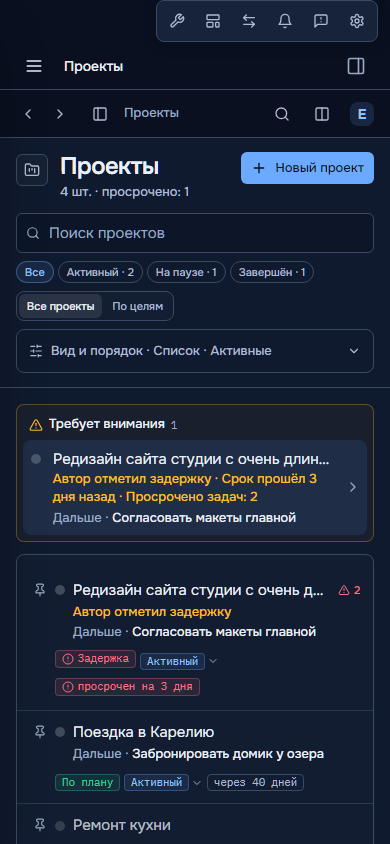 Проекты
Проекты
E
Проекты
4 шт. · просрочено: 1
Новый проект
Поиск проектов
Все
Активный · 2
На паузе · 1
Завершён · 1
Все проекты
По целям
Вид и порядок · Список · Активные
Требует внимания 1
Редизайн сайта студии с очень длин...
Автор отметил задержку · Срок прошёл 3
дня назад · Просрочено задач: 2
Дальше · Согласовать макеты главной
Редизайн сайта студии с очень д...
2
Автор отметил задержку
Дальше · Согласовать макеты главной
Задержка
Активный
просрочен на 3 дня
Поездка в Карелию
Дальше · Забронировать домик у озера
По плану
Активный
через 40 дней
Ремонт кухни